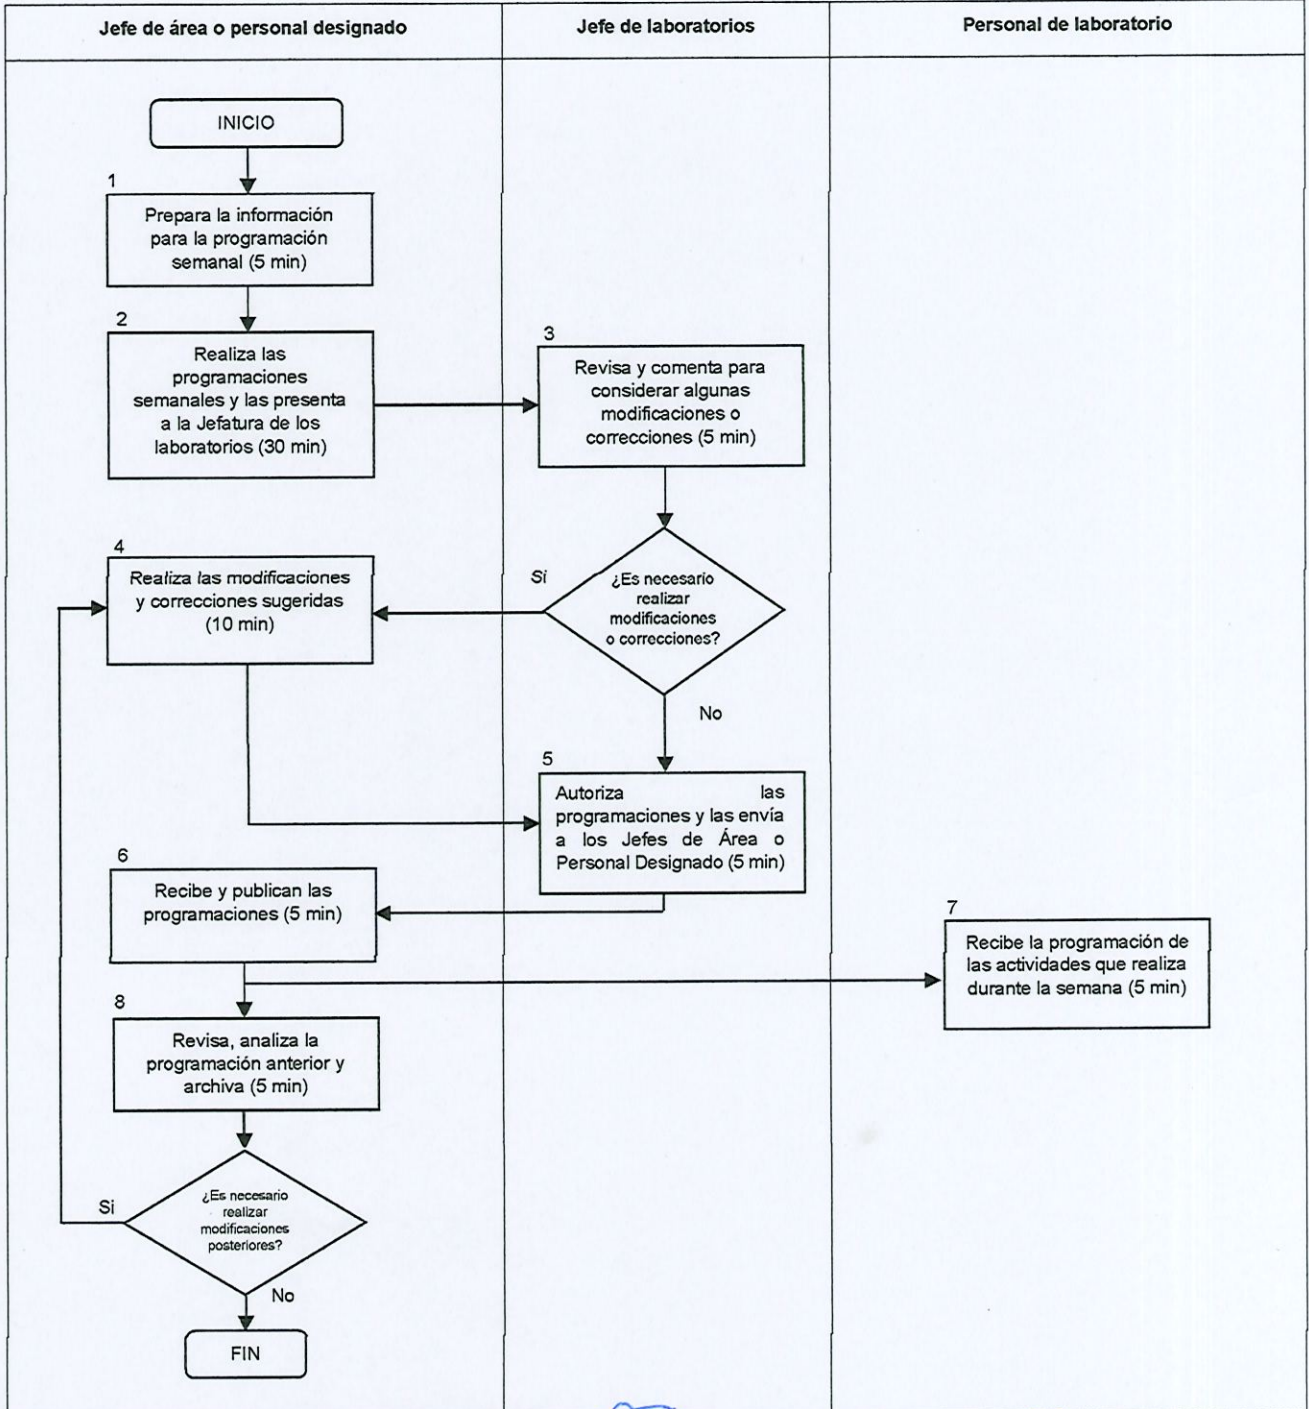 Jefe de área o personal designado
Jefe de laboratorios
Personal de laboratorio
INICIO
1
Prepara la información
para la programación
semanal (5 min)
2
Realiza las
programaciones
semanales y las presenta
a la Jefatura de los
laboratorios (30 min)
3
Revisa y comenta para
considerar algunas
modificaciones o
correcciones (5 min)
4
Realiza las modificaciones
y correcciones sugeridas
(10 min)
Si
¿Es necesario
realizar
modificaciones
o correcciones?
No
5
Autoriza las
programaciones y las envía
a los Jefes de Área o
Personal Designado (5 min)
6
Recibe y publican las
programaciones (5 min)
7
Recibe la programación de
las actividades que realiza
durante la semana (5 min)
8
Revisa, analiza la
programación anterior y
archiva (5 min)
Si
¿Es necesario
realizar
modificaciones
posteriores?
No
FIN